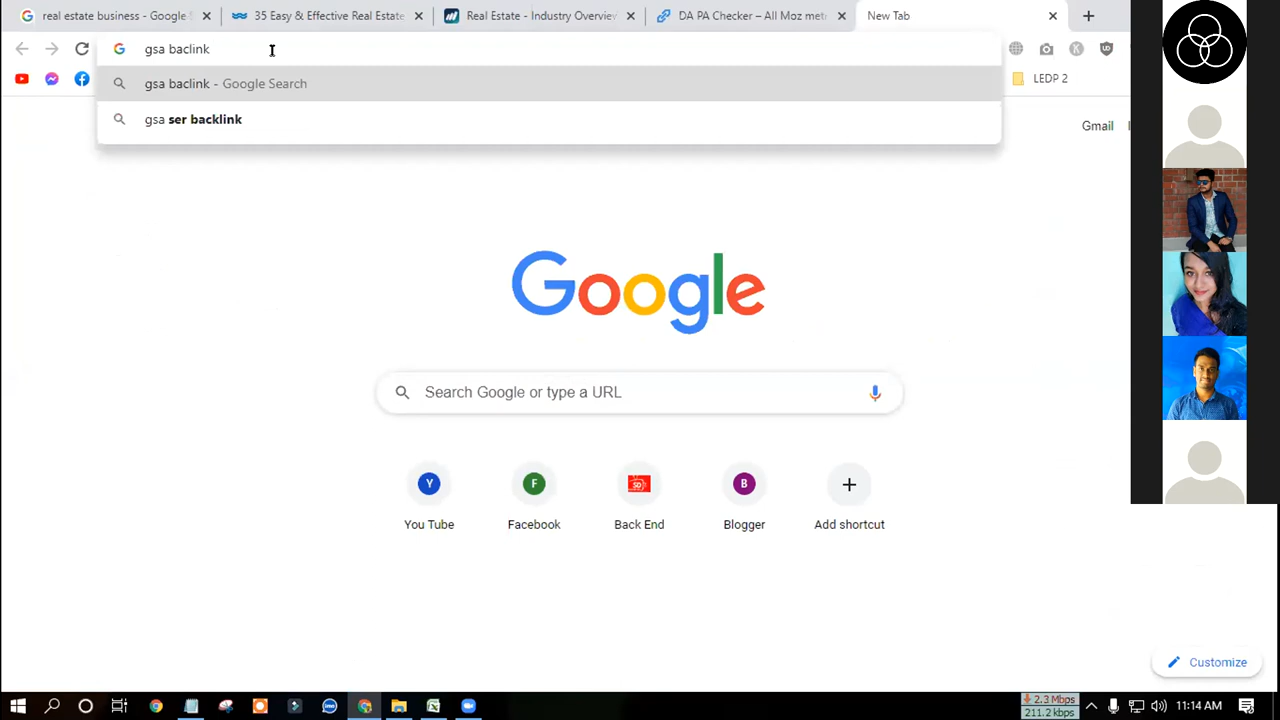 real estate business - Google
35 Easy & Effective Real Estate
Real Estate - Industry Overview
DA PA Checker – All Moz met
New Tab
gsa baclink
gsa baclink - Google Search
gsa ser backlink
LEDP 2
Gmail
Google
Search Google or type a URL
Y
F
B
You Tube
Facebook
Back End
Blogger
Add shortcut
Customize
2.3 Mbps
211.2 kbps
11:14 AM